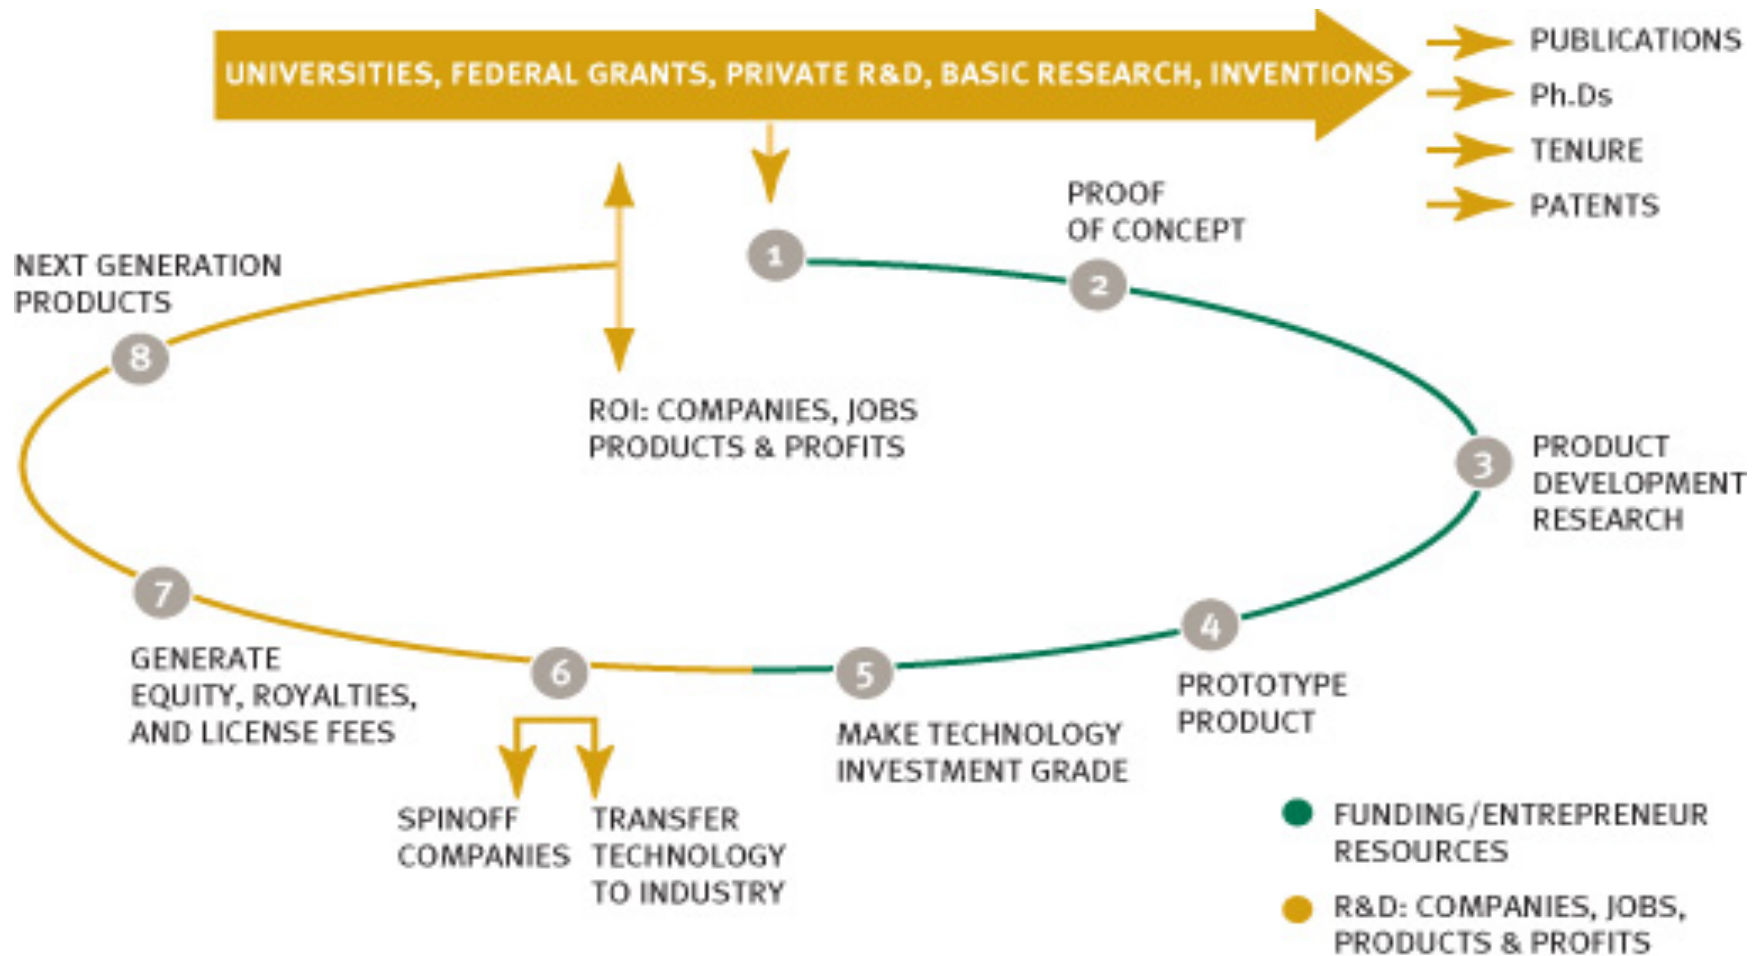 UNIVERSITIES, FEDERAL GRANTS, PRIVATE R&D, BASIC RESEARCH, INVENTIONS
PUBLICATIONS
Ph.Ds
TENURE
PATENTS
1
PROOF
OF CONCEPT
2
3
PRODUCT
DEVELOPMENT
RESEARCH
4
PROTOTYPE
PRODUCT
5
MAKE TECHNOLOGY
INVESTMENT GRADE
6
SPINOFF
COMPANIES
TRANSFER
TECHNOLOGY
TO INDUSTRY
7
GENERATE
EQUITY, ROYALTIES,
AND LICENSE FEES
NEXT GENERATION
PRODUCTS
8
ROI: COMPANIES, JOBS
PRODUCTS & PROFITS
FUNDING/ENTREPRENEUR
RESOURCES
R&D: COMPANIES, JOBS,
PRODUCTS & PROFITS